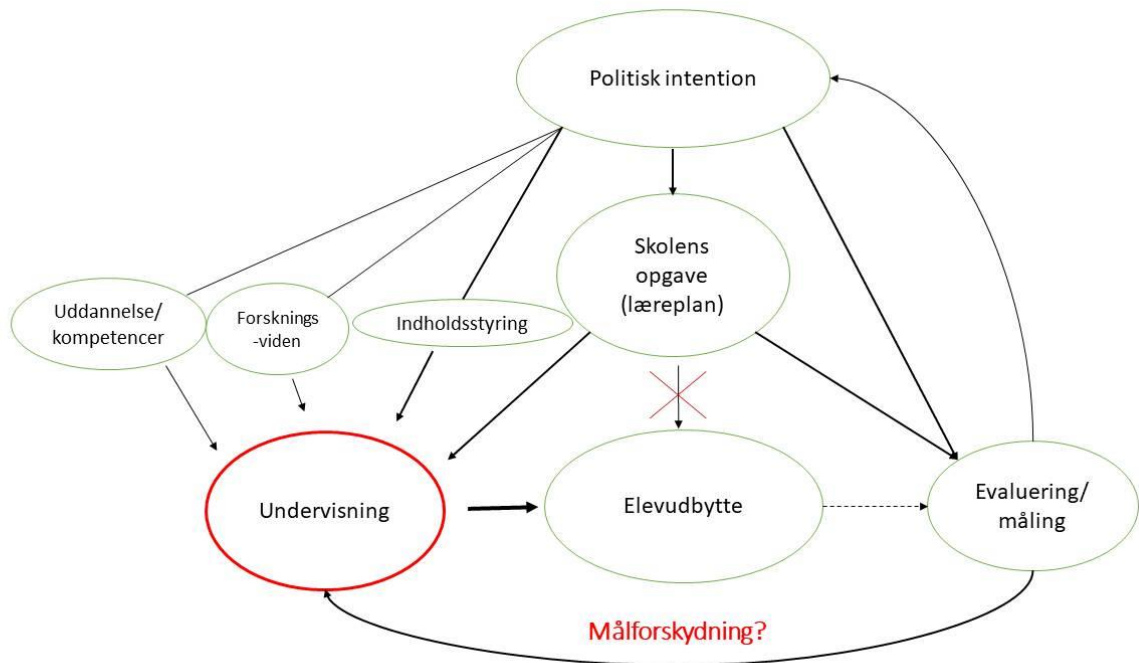 Politisk intention
Skolens
opgave
(læreplan)
Uddannelse/
kompetencer
Forsknings
-viden
Indholdsstyring
Undervisning
Elevudbytte
Evaluering/
måling
Målforskydning?